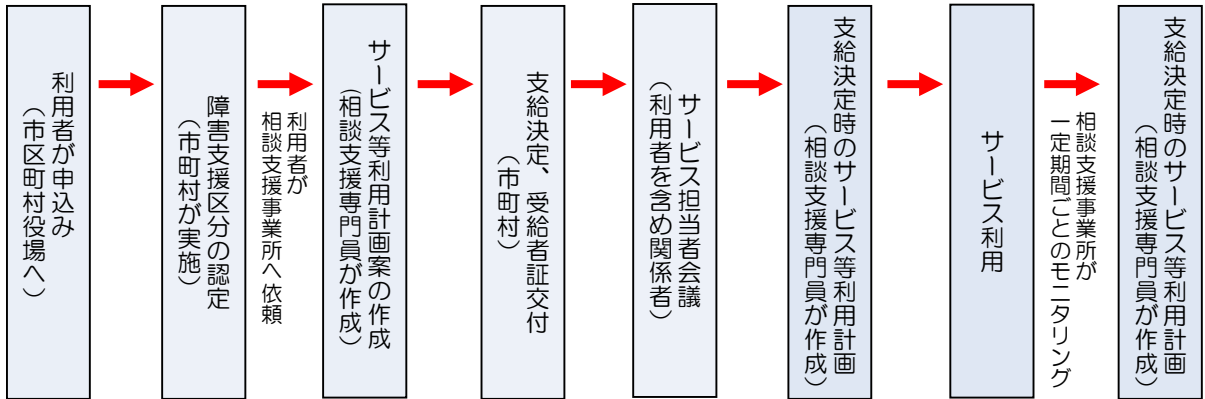 利用者が申込み
（市区町村役場へ）
障害支援区分の認定
（市町村が実施）
利用者が
相談支援事業所へ依頼
サービス等利用計画案の作成
（相談支援専門員が作成）
支給決定、受給者証交付
（市町村）
サービス担当者会議
（利用者を含め関係者）
支給決定時のサービス等利用計画
（相談支援専門員が作成）
サービス利用
相談支援事業所が
一定期間ごとのモニタリング
支給決定時のサービス等利用計画
（相談支援専門員が作成）